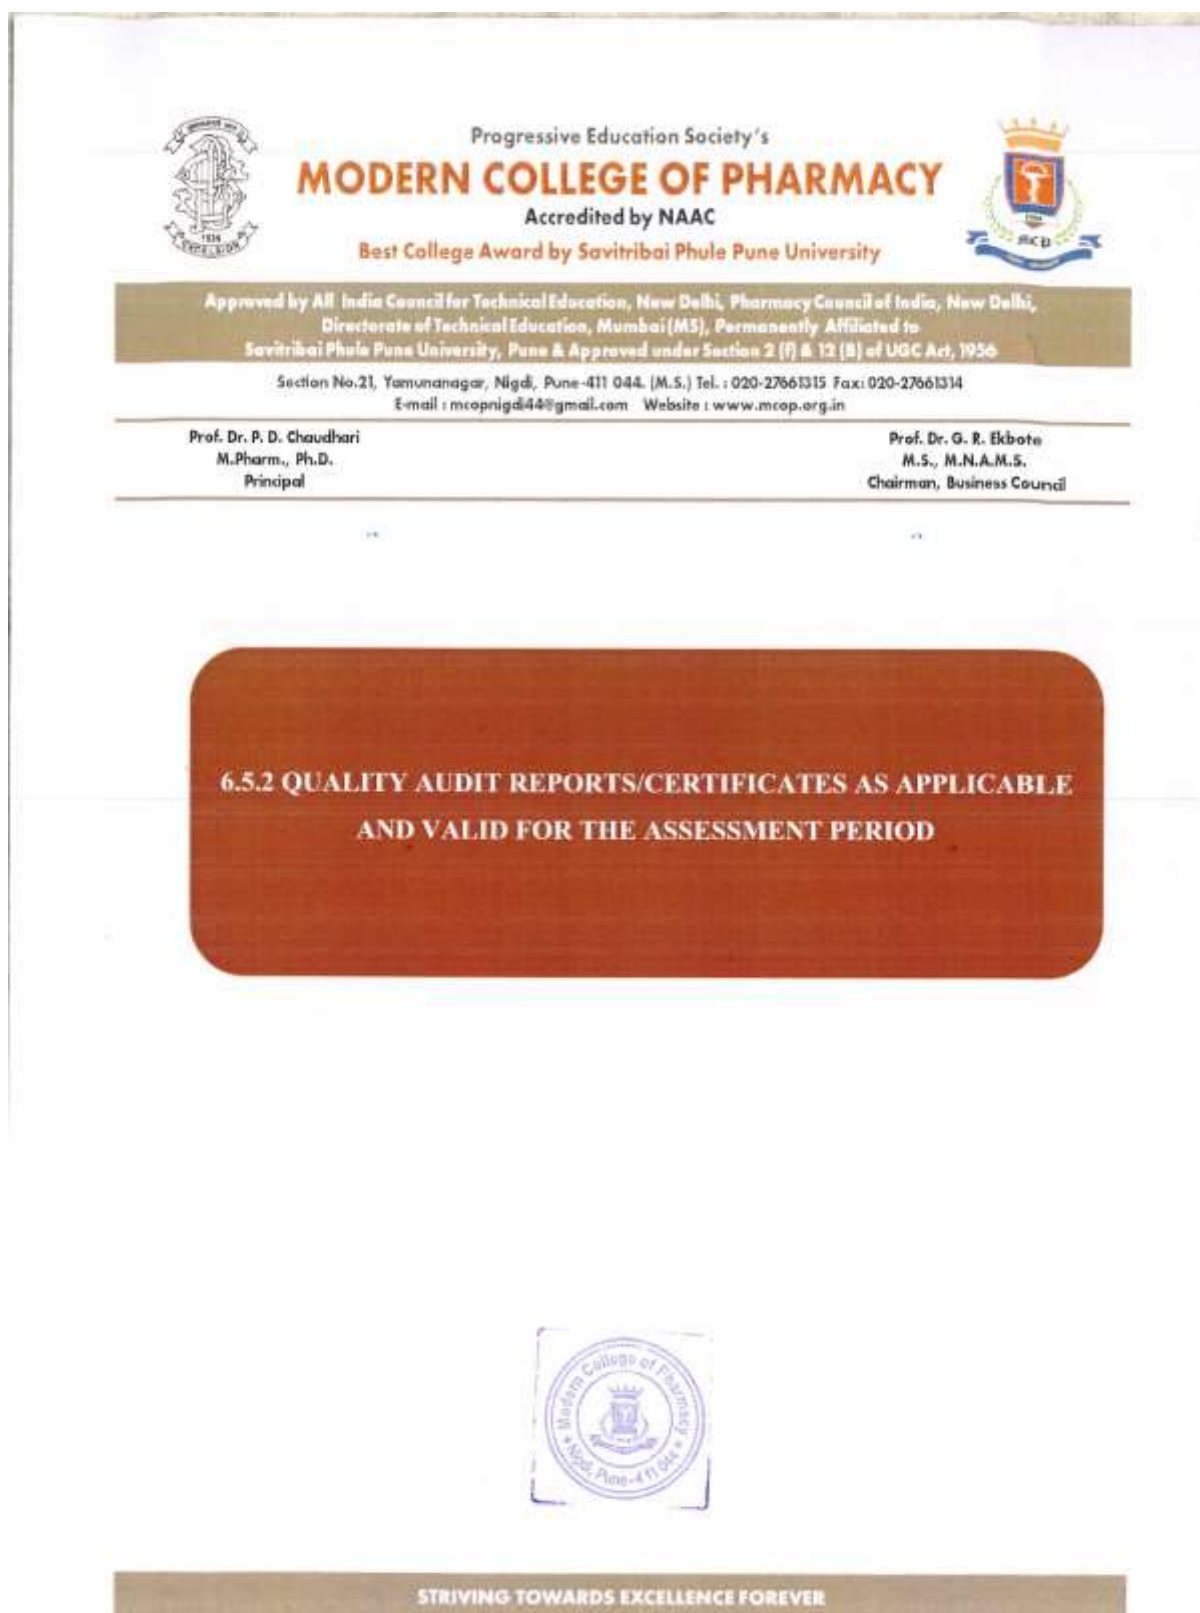 Progressive Education Society's
MODERN COLLEGE OF PHARMACY
Accredited by NAAC
Best College Award by Savitribai Phule Pune University
1934
EXCELSIOR
MCP
Approved by All India Council for Technical Education, New Delhi, Pharmacy Council of India, New Delhi,
Directorate of Technical Education, Mumbai (MS), Permanently Affiliated to
Savitribai Phule Pune University, Pune & Approved under Section 2 (f) & 12 (B) of UGC Act, 1956
Section No.21, Yamunanagar, Nigdi, Pune-411 044. (M.S.) Tel. : 020-27661315 Fax: 020-27661314
E-mail : mcopnigdi44@gmail.com Website : www.mcop.org.in
Prof. Dr. P. D. Chaudhari
M.Pharm., Ph.D.
Principal
Prof. Dr. G. R. Ekbote
M.S., M.N.A.M.S.
Chairman, Business Council
6.5.2 QUALITY AUDIT REPORTS/CERTIFICATES AS APPLICABLE
AND VALID FOR THE ASSESSMENT PERIOD
Modern College of Pharmacy
Nigdi, Pune-411 044
STRIVING TOWARDS EXCELLENCE FOREVER